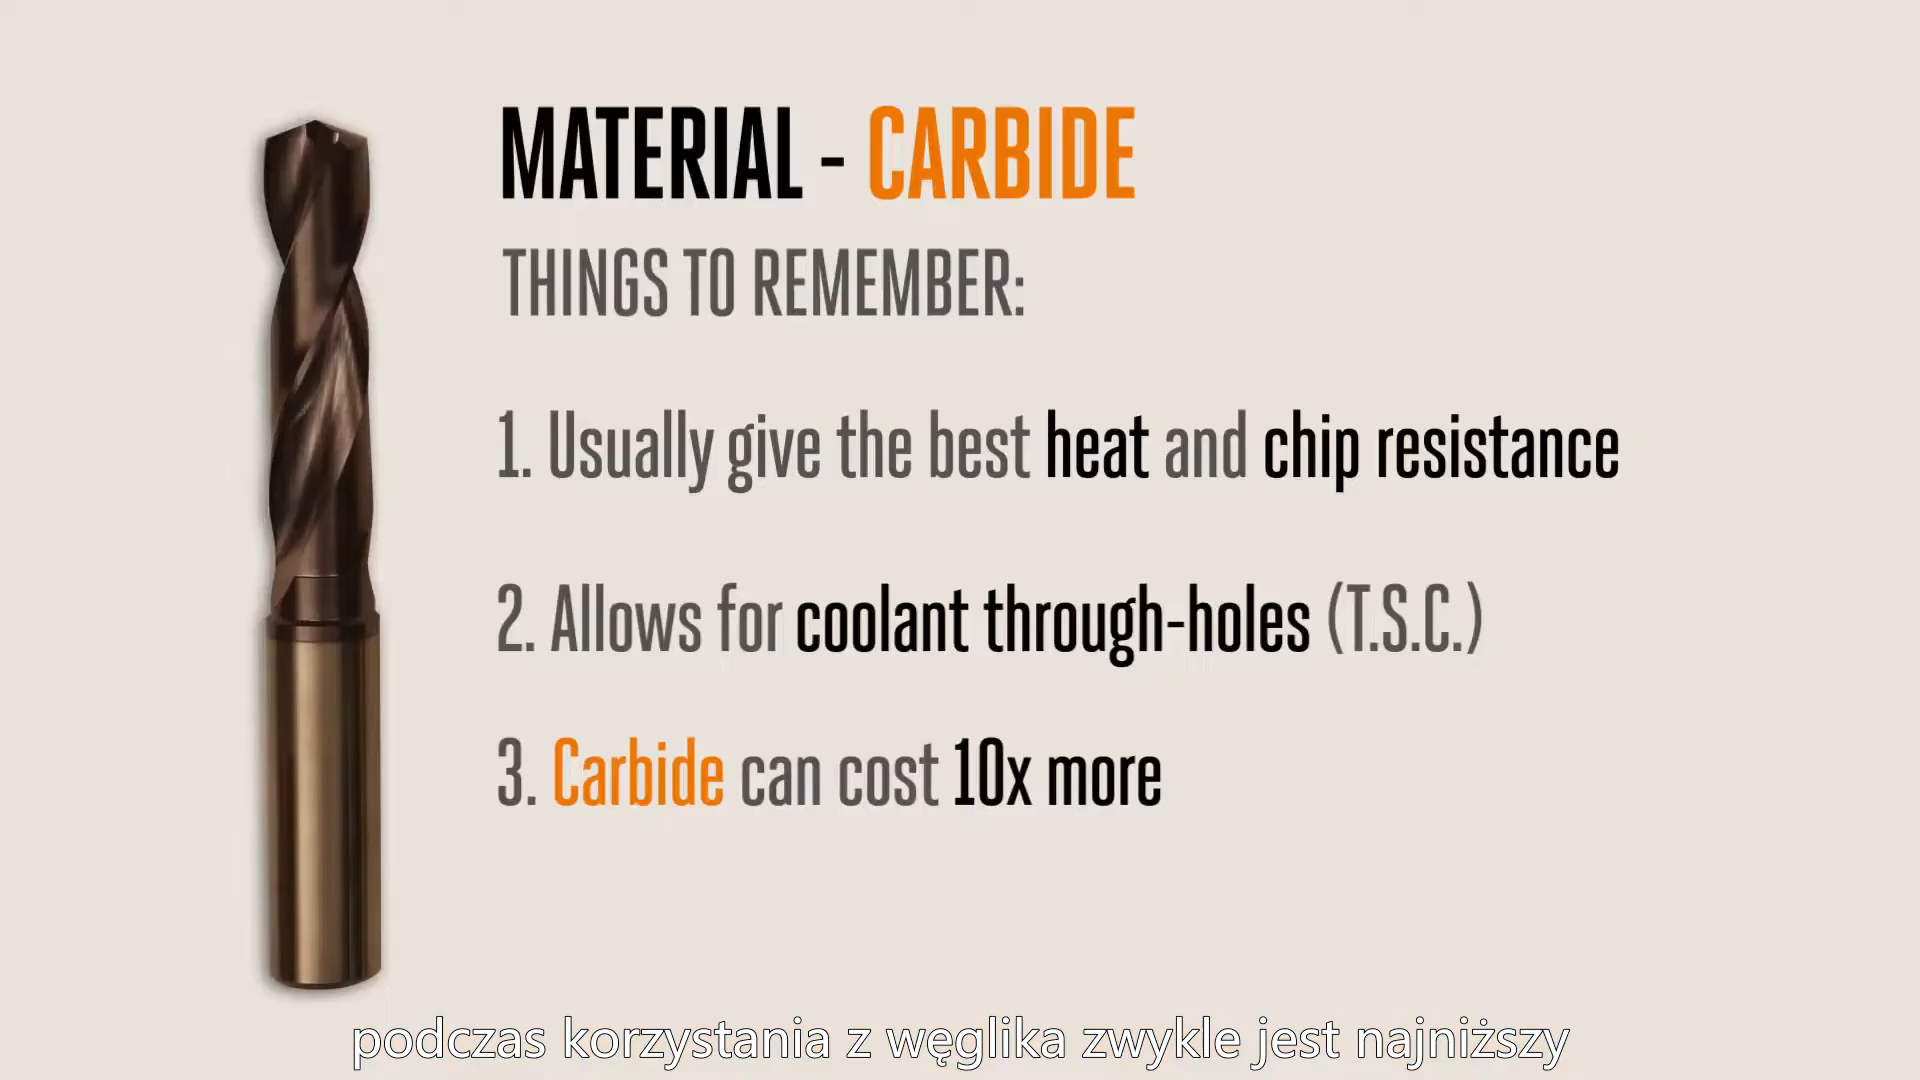 MATERIAL - CARBIDE
THINGS TO REMEMBER:
1. Usually give the best heat and chip resistance
2. Allows for coolant through-holes (T.S.C.)
3. Carbide can cost 10x more
podczas korzystania z węglika zwykle jest najniższy